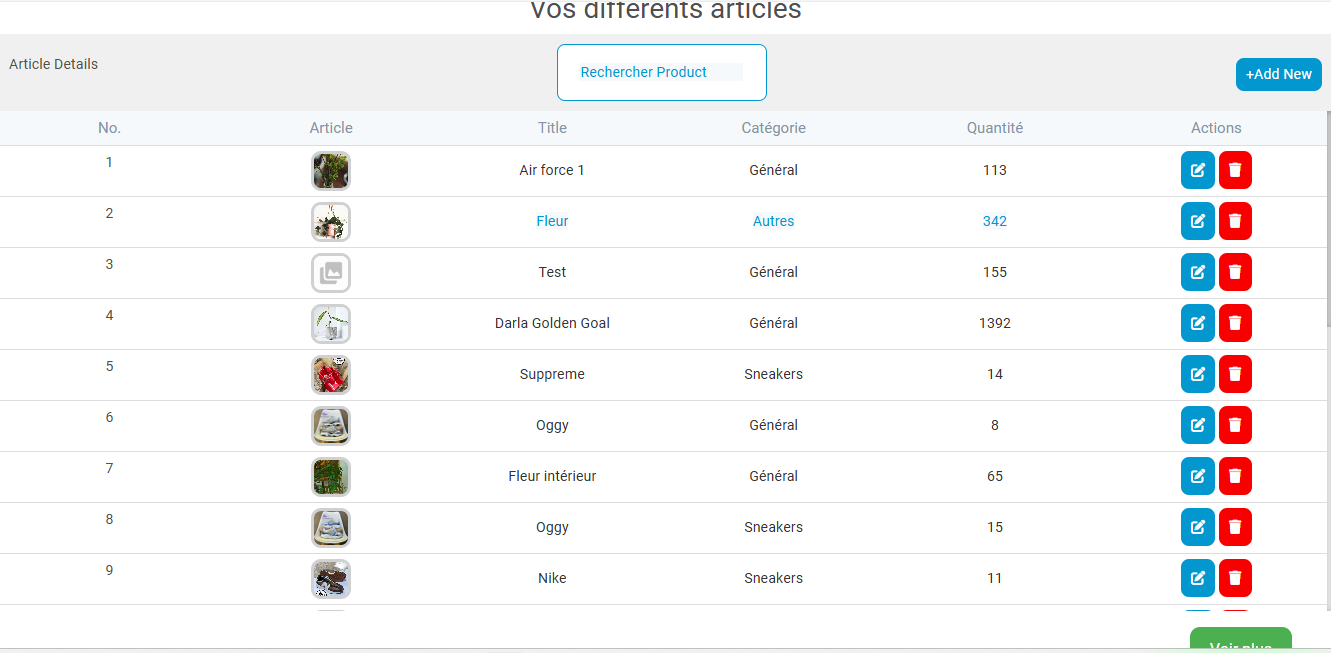 Vos différents articles
Article Details
Rechercher Product
+Add New
No. Article Title Catégorie Quantité Actions
1 Air force 1 Général 113
2 Fleur Autres 342
3 Test Général 155
4 Darla Golden Goal Général 1392
5 Suppreme Sneakers 14
6 Oggy Général 8
7 Fleur intérieur Général 65
8 Oggy Sneakers 15
9 Nike Sneakers 11
Voir plus